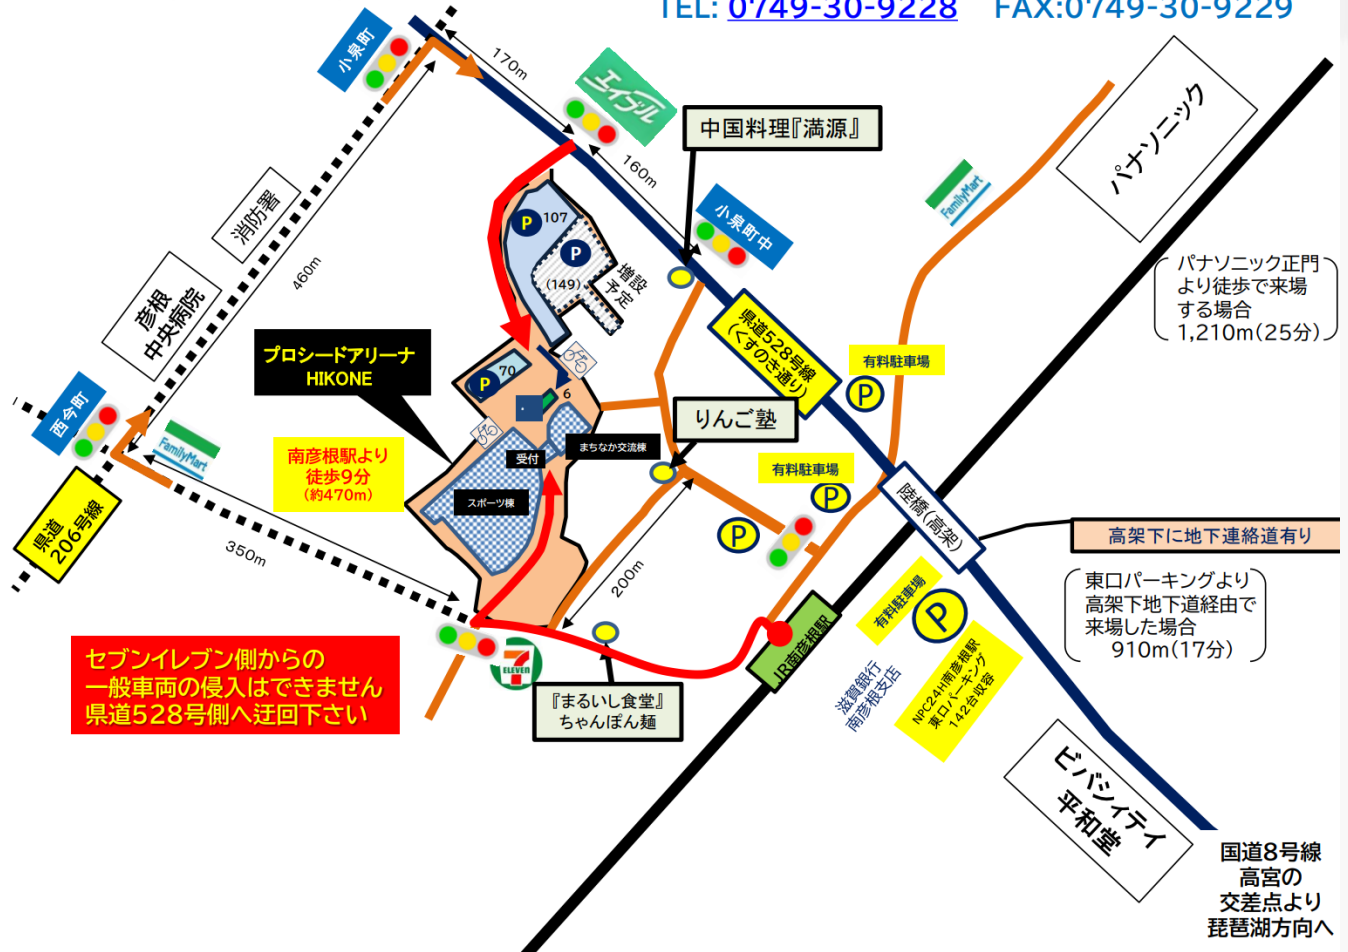 TEL: 0749-30-9228 FAX:0749-30-9229
小泉町
170m
エイブル
中国料理『満源』
160m
パナソニック
FamilyMart
消防署
小泉町中
P 107
P
(149)
増設
予定
460m
彦根
中央病院
パナソニック正門
より徒歩で来場
する場合
1,210m(25分)
県道528号線
(くすのき通り)
プロシードアリーナ
HIKONE
有料駐車場
P
P 70
6
西今町
FamilyMart
りんご塾
南彦根駅より
徒歩9分
(約470m)
受付
まちなか交流棟
スポーツ棟
有料駐車場
P
P
陸橋(高架)
高架下に地下連絡道有り
県道
206号線
350m
200m
東口パーキングより
高架下地下道経由で
来場した場合
910m(17分)
有料駐車場
P
JR南彦根駅
セブンイレブン側からの
一般車両の侵入はできません
県道528号側へ迂回下さい
7
ELEVEN
『まるいし食堂』
ちゃんぽん麺
滋賀銀行
南彦根支店
NPC24H南彦根駅
東口パーキング
142台収容
ビバシィテイ
平和堂
国道8号線
高宮の
交差点より
琵琶湖方向へ